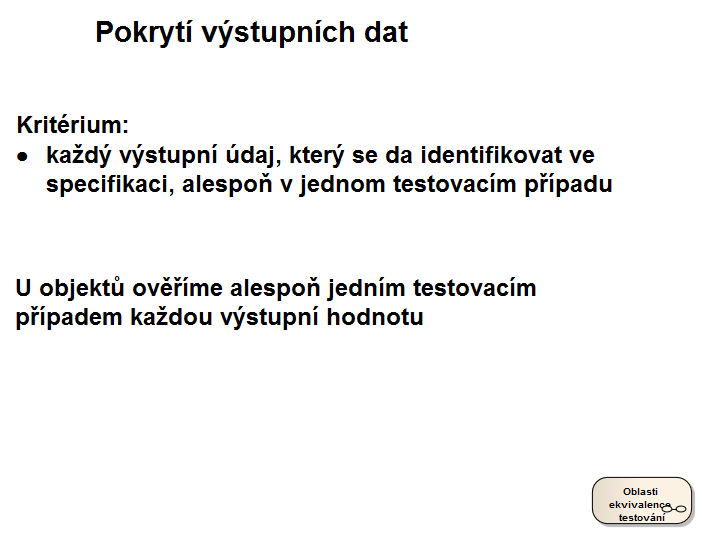 Pokrytí výstupních dat
Kritérium:
● každý výstupní údaj, který se da identifikovat ve
specifikaci, alespoň v jednom testovacím případu
U objektů ověříme alespoň jedním testovacím
případem každou výstupní hodnotu
Oblasti
ekvivalence
testování